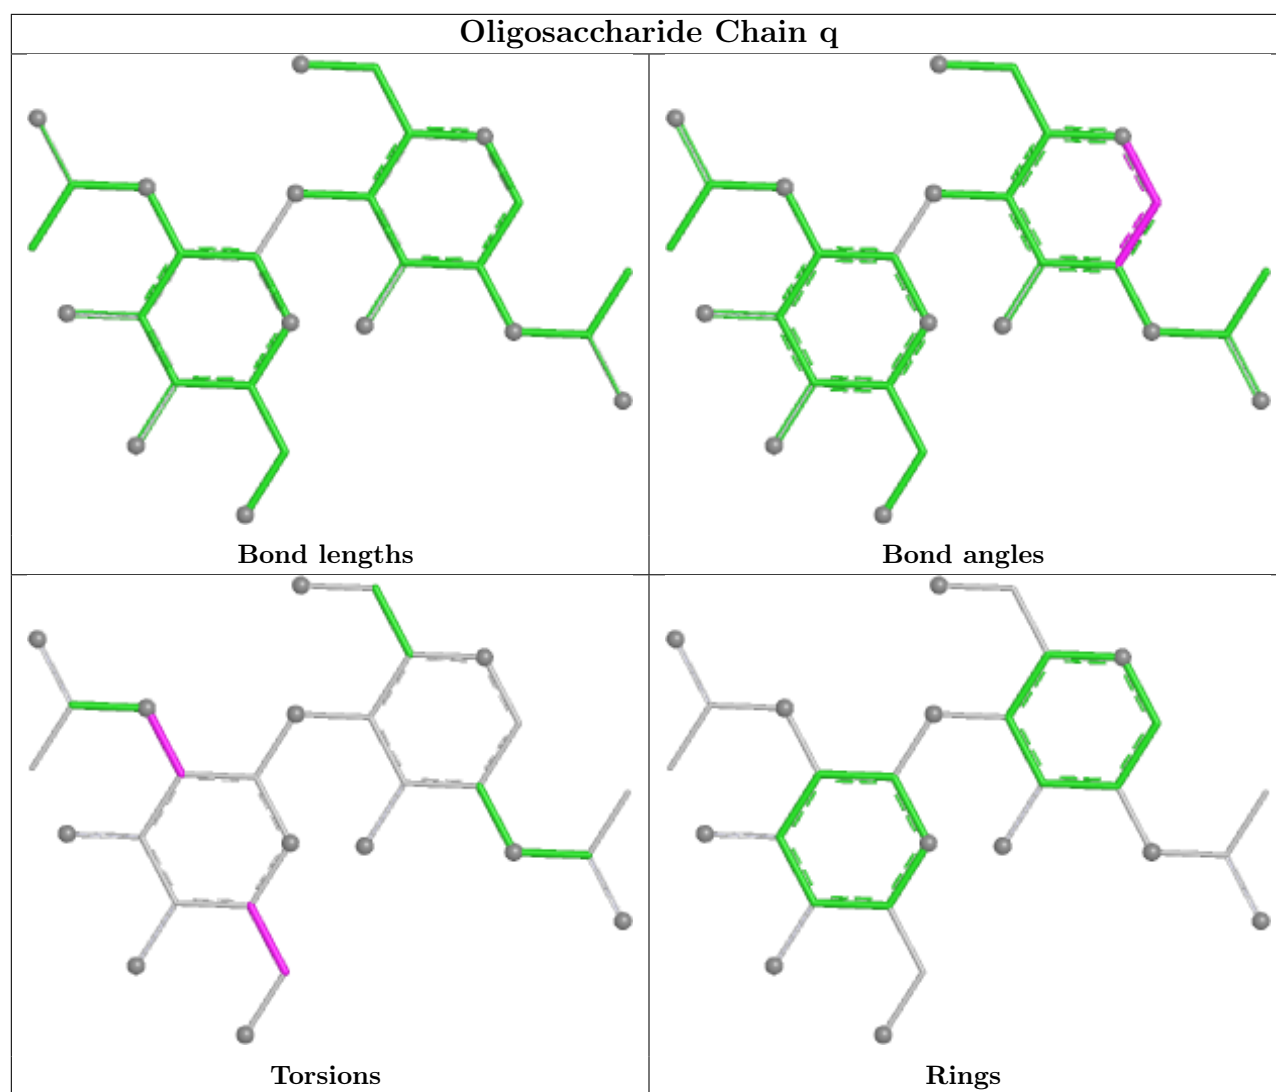 Oligosaccharide Chain q
Bond lengths
Bond angles
Torsions
Rings